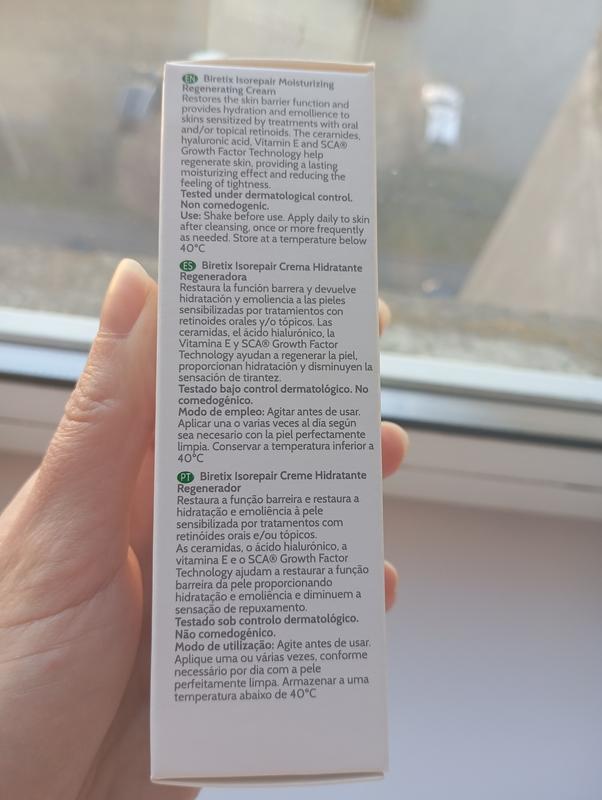 EN Biretix Isorepair Moisturizing
Regenerating Cream
Restores the skin barrier function and
provides hydration and emollience to
skins sensitized by treatments with oral
and/or topical retinoids. The ceramides,
hyaluronic acid, Vitamin E and SCA®
Growth Factor Technology help
regenerate skin, providing a lasting
moisturizing effect and reducing the
feeling of tightness.
Tested under dermatological control.
Non comedogenic.
Use: Shake before use. Apply daily to skin
after cleansing, once or more frequently
as needed. Store at a temperature below
40°C
ES Biretix Isorepair Crema Hidratante
Regeneradora
Restaura la función barrera y devuelve
hidratación y emoliencia a las pieles
sensibilizadas por tratamientos con
retinoides orales y/o tópicos. Las
ceramidas, el ácido hialurónico, la
Vitamina E y SCA® Growth Factor
Technology ayudan a regenerar la piel,
proporcionan hidratación y disminuyen la
sensación de tirantez.
Testado bajo control dermatológico. No
comedogénico.
Modo de empleo: Agitar antes de usar.
Aplicar una o varias veces al día según
sea necesario con la piel perfectamente
limpia. Conservar a temperatura inferior a
40°C
PT Biretix Isorepair Creme Hidratante
Regenerador
Restaura a função barreira e restaura a
hidratação e emoliência à pele
sensibilizada por tratamentos com
retinóides orais e/ou tópicos.
As ceramidas, o ácido hialurónico, a
vitamina E e o SCA® Growth Factor
Technology ajudam a restaurar a função
barreira da pele proporcionando
hidratação e emoliência e diminuem a
sensação de repuxamento.
Testado sob controlo dermatológico.
Não comedogénico.
Modo de utilização: Agite antes de usar.
Aplique uma ou várias vezes, conforme
necessário por dia com a pele
perfeitamente limpa. Armazenar a uma
temperatura abaixo de 40°C